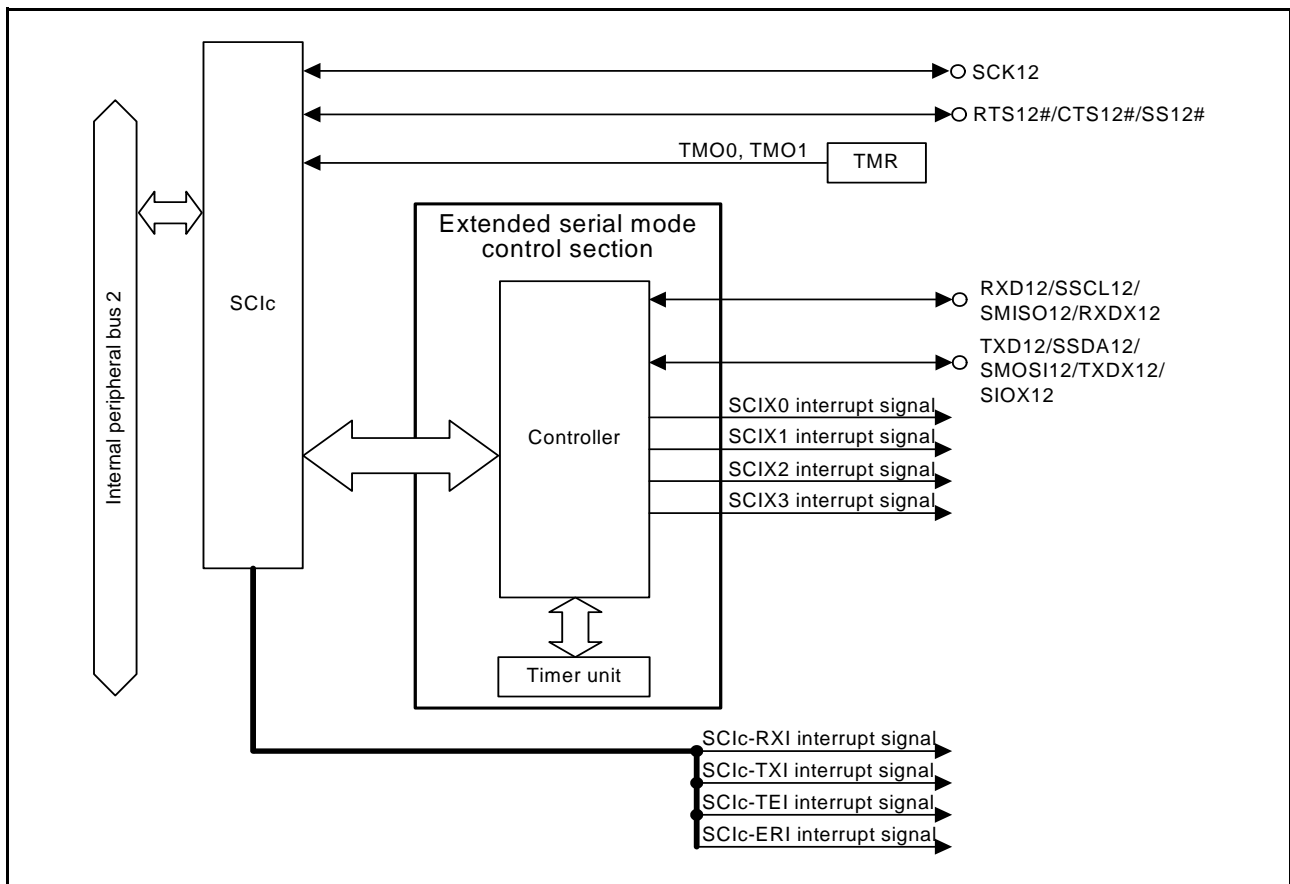 SCK12
RTS12#/CTS12#/SS12#
TMO0, TMO1
TMR
Extended serial mode
control section
Internal peripheral bus 2
SCIc
RXD12/SSCL12/
SMISO12/RXDX12
TXD12/SSDA12/
SMOSI12/TXDX12/
SIOX12
Controller
SCIX0 interrupt signal
SCIX1 interrupt signal
SCIX2 interrupt signal
SCIX3 interrupt signal
Timer unit
SCIc-RXI interrupt signal
SCIc-TXI interrupt signal
SCIc-TEI interrupt signal
SCIc-ERI interrupt signal